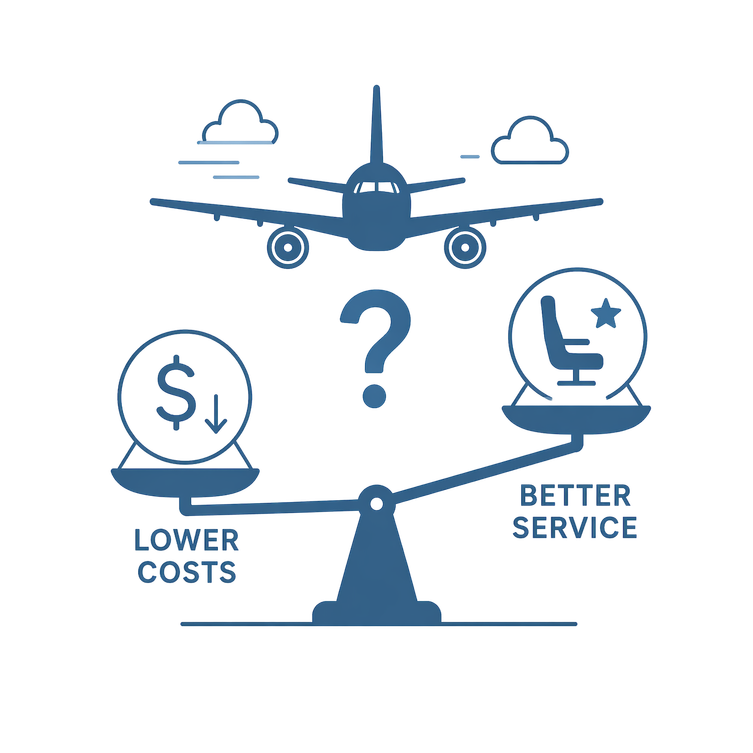 ?
$
LOWER
COSTS
BETTER
SERVICE